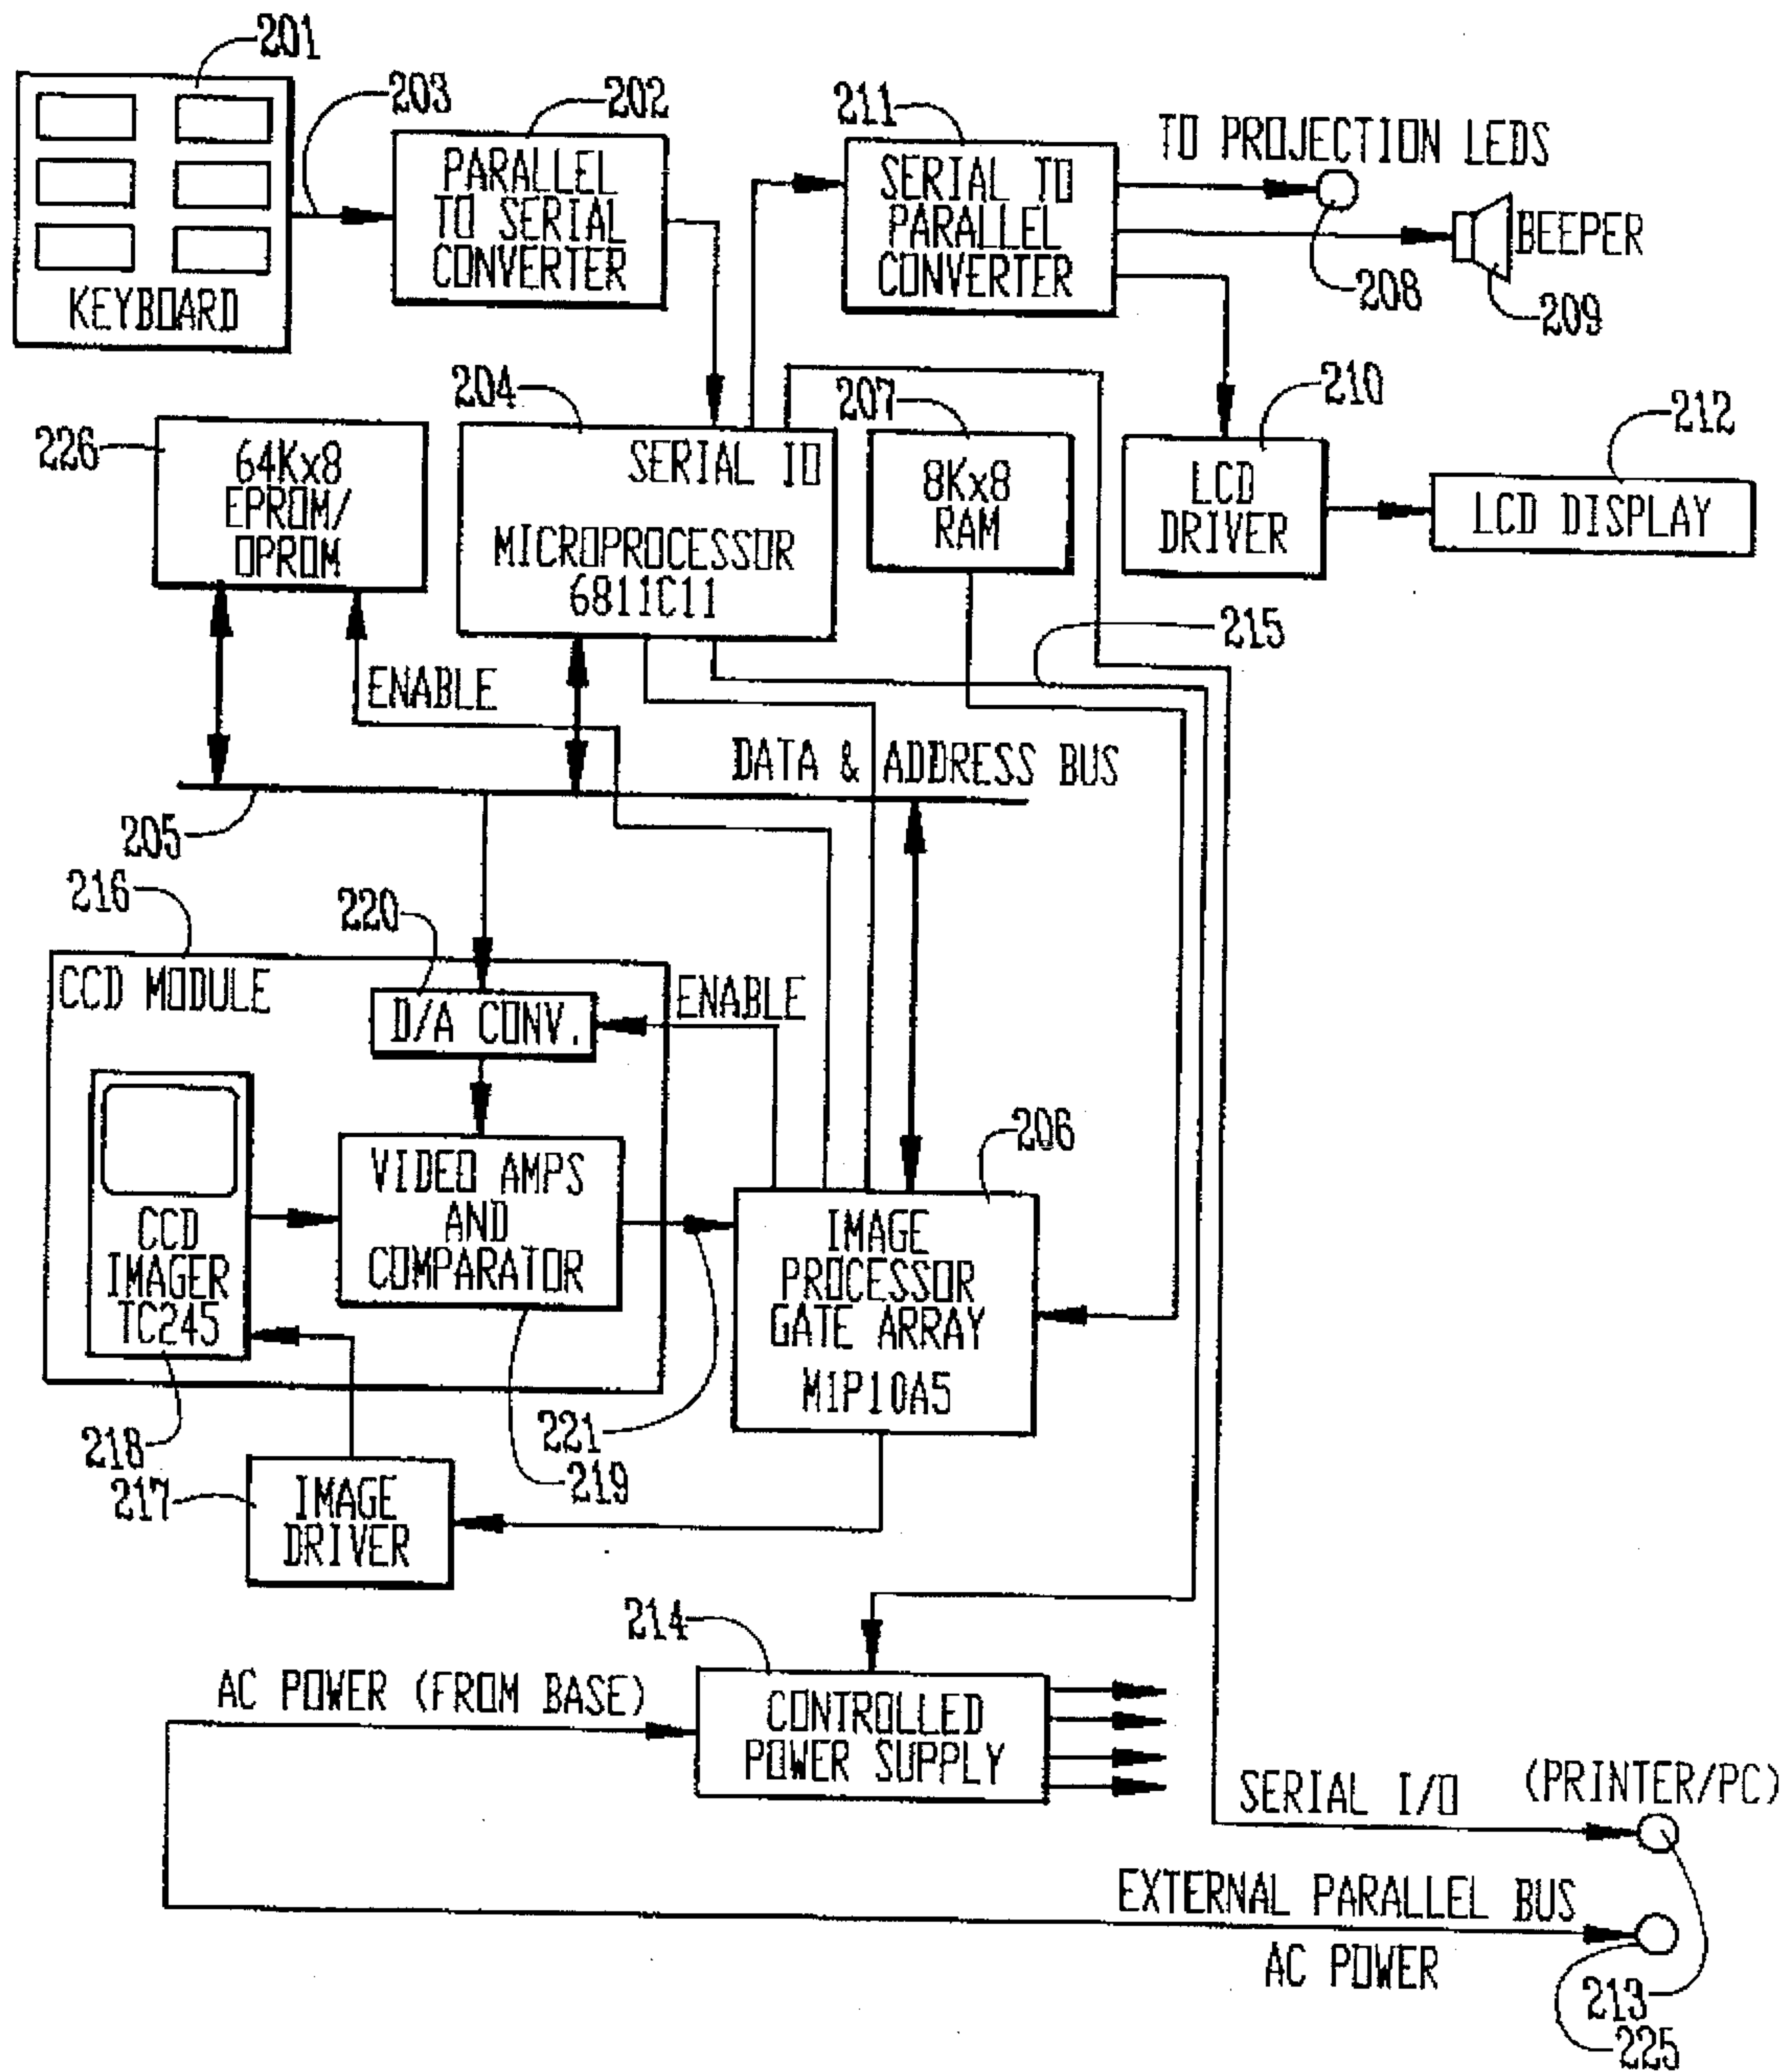 201
203
202
211
TO PROJECTION LEDS
PARALLEL
TO SERIAL
CONVERTER
SERIAL TO
PARALLEL
CONVERTER
BEEPER
208
209
KEYBOARD
204
207
210
212
226
64Kx8
EPROM/
OPROM
SERIAL IO
MICROPROCESSOR
6811C11
8Kx8
RAM
LCD
DRIVER
LCD DISPLAY
215
ENABLE
DATA & ADDRESS BUS
205
216
220
CCD MODULE
D/A CONV.
ENABLE
206
VIDEO AMPS
AND
COMPARATOR
CCD
IMAGER
TC245
IMAGE
PROCESSOR
GATE ARRAY
MIP10A5
218
221
219
217
IMAGE
DRIVER
214
AC POWER (FROM BASE)
CONTROLLED
POWER SUPPLY
SERIAL I/O
(PRINTER/PC)
EXTERNAL PARALLEL BUS
AC POWER
213
225